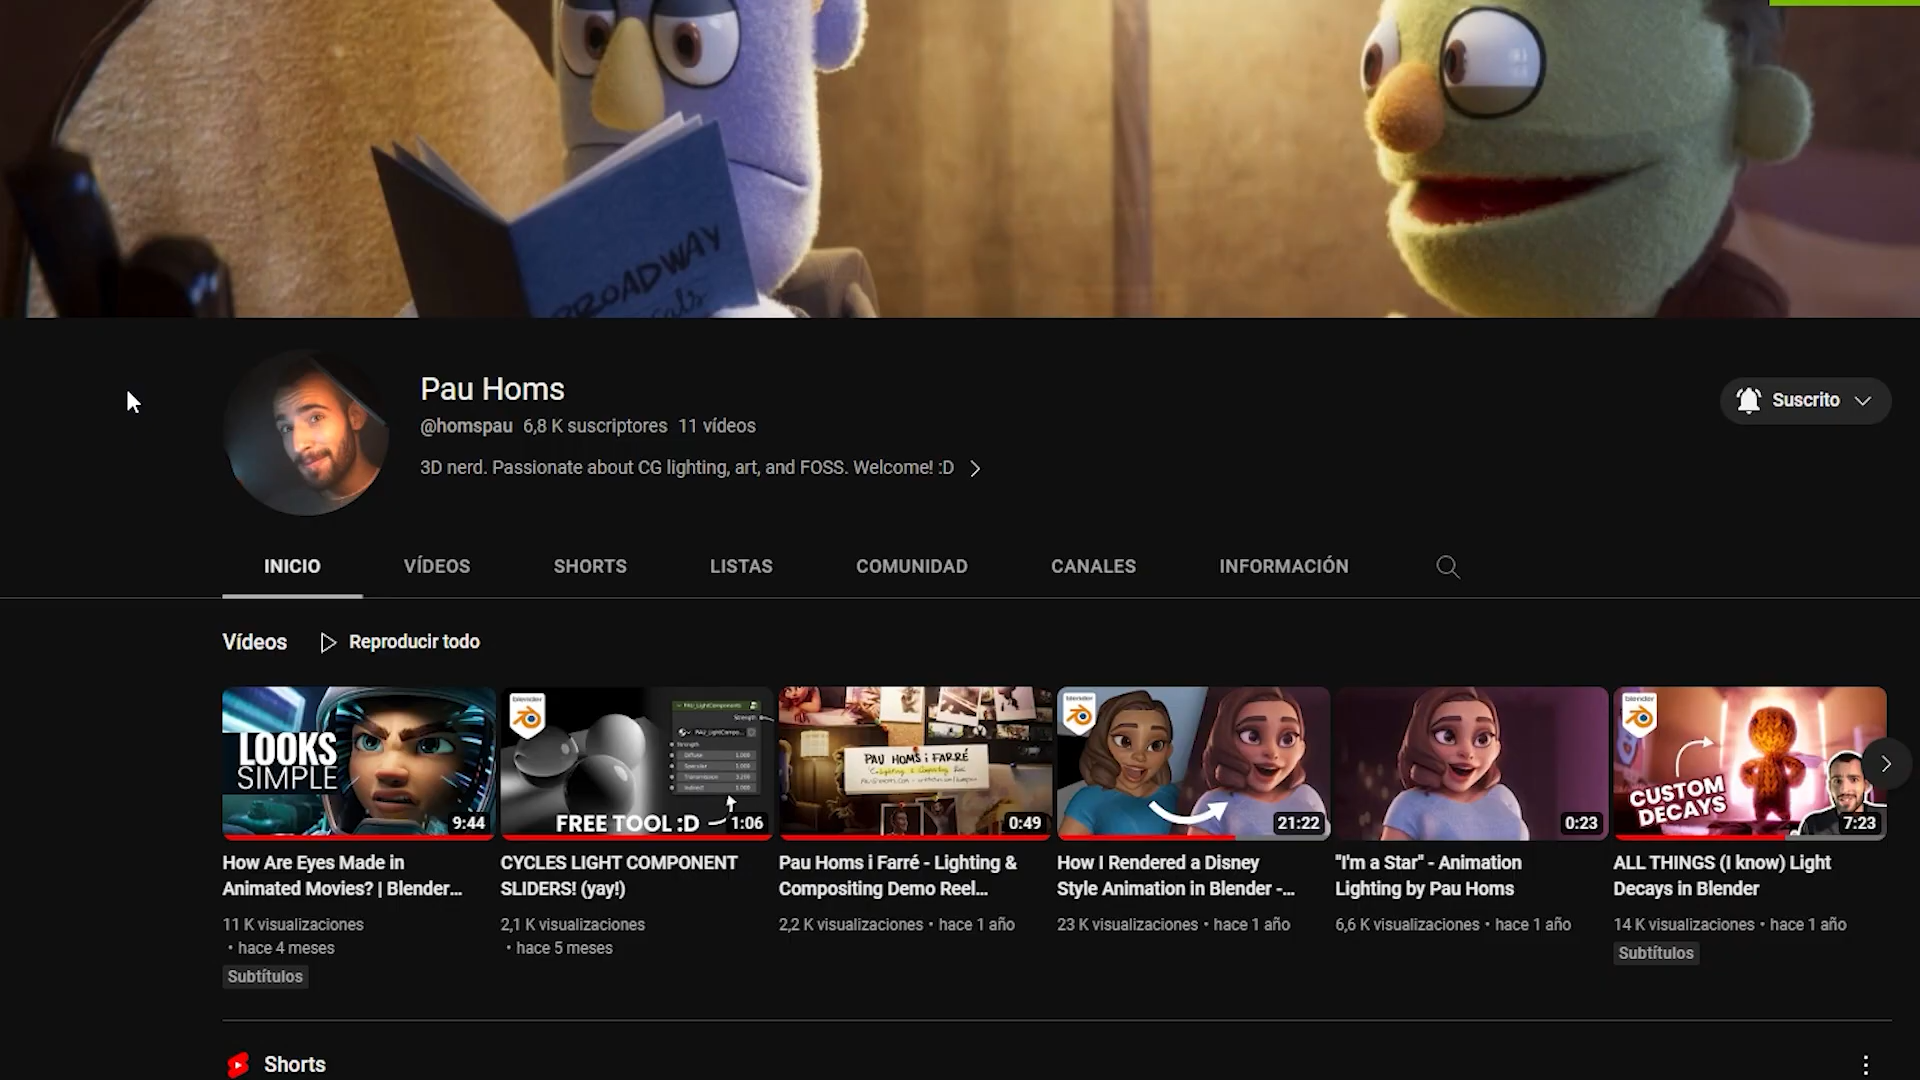 BROADWAY
Pau Homs
@homspau 6,8 K suscriptores 11 vídeos
3D nerd. Passionate about CG lighting, art, and FOSS. Welcome! :D
Suscrito
INICIO VÍDEOS SHORTS LISTAS COMUNIDAD CANALES INFORMACIÓN
Vídeos Reproducir todo
LOOKS
SIMPLE
9:44
blender
FREE TOOL :D
1:06
PAU HOMS i FARRÉ
0:49
blender
21:22
0:23
blender
CUSTOM
DECAYS
7:23
How Are Eyes Made in
Animated Movies? | Blender...
11 K visualizaciones
• hace 4 meses
Subtítulos
CYCLES LIGHT COMPONENT
SLIDERS! (yay!)
2,1 K visualizaciones
• hace 5 meses
Pau Homs i Farré - Lighting &
Compositing Demo Reel...
2,2 K visualizaciones • hace 1 año
How I Rendered a Disney
Style Animation in Blender -...
23 K visualizaciones • hace 1 año
"I'm a Star" - Animation
Lighting by Pau Homs
6,6 K visualizaciones • hace 1 año
ALL THINGS (I know) Light
Decays in Blender
14 K visualizaciones • hace 1 año
Subtítulos
Shorts